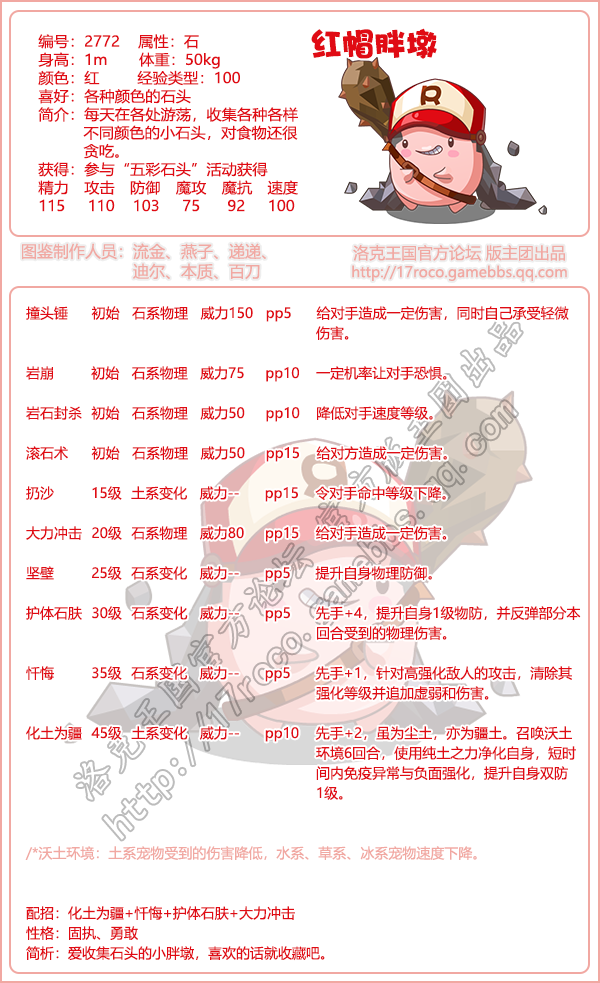 红帽胖墩
编号：2772 属性：石
身高：1m 体重：50kg
颜色：红 经验类型：100
喜好：各种颜色的石头
简介：每天在各处游荡，收集各种各样
不同颜色的小石头，对食物还很
贪吃。
获得：参与“五彩石头”活动获得
精力 攻击 防御 魔攻 魔抗 速度
115 110 103 75 92 100
R
图鉴制作人员：流金、燕子、递递、
迪尔、本质、百刀
洛克王国官方论坛 版主团出品
http://17roco.gamebbs.qq.com
撞头锤 初始 石系物理 威力150 pp5 给对手造成一定伤害，同时自己承受轻微
伤害。
岩崩 初始 石系物理 威力75 pp10 一定机率让对手恐惧。
岩石封杀 初始 石系物理 威力50 pp10 降低对手速度等级。
滚石术 初始 石系物理 威力50 pp15 给对方造成一定伤害。
扔沙 15级 土系变化 威力-- pp15 令对手命中等级下降。
大力冲击 20级 石系物理 威力80 pp15 给对手造成一定伤害。
坚壁 25级 石系变化 威力-- pp5 提升自身物理防御。
护体石肤 30级 石系变化 威力-- pp5 先手+4，提升自身1级物防，并反弹部分本
回合受到的物理伤害。
忏悔 35级 石系变化 威力-- pp5 先手+1，针对高强化敌人的攻击，清除其
强化等级并追加虚弱和伤害。
化土为疆 45级 土系变化 威力-- pp10 先手+2，虽为尘土，亦为疆土。召唤沃土
环境6回合，使用纯土之力净化自身，短时
间内免疫异常与负面强化，提升自身双防
1级。
R
洛克王国官方论坛 官方版主团出品
http://17roco.gamebbs.qq.com
/*沃土环境：土系宠物受到的伤害降低，水系、草系、冰系宠物速度下降。
配招：化土为疆+忏悔+护体石肤+大力冲击
性格：固执、勇敢
简析：爱收集石头的小胖墩，喜欢的话就收藏吧。